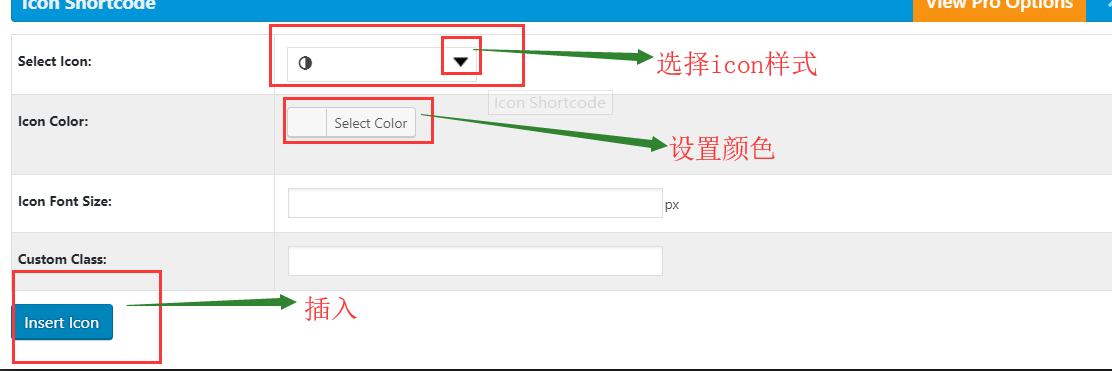 Icon Shortcode
View Pro Options
Select Icon:
选择icon样式
Icon Shortcode
Icon Color:
Select Color
设置颜色
Icon Font Size:
px
Custom Class:
插入
Insert Icon